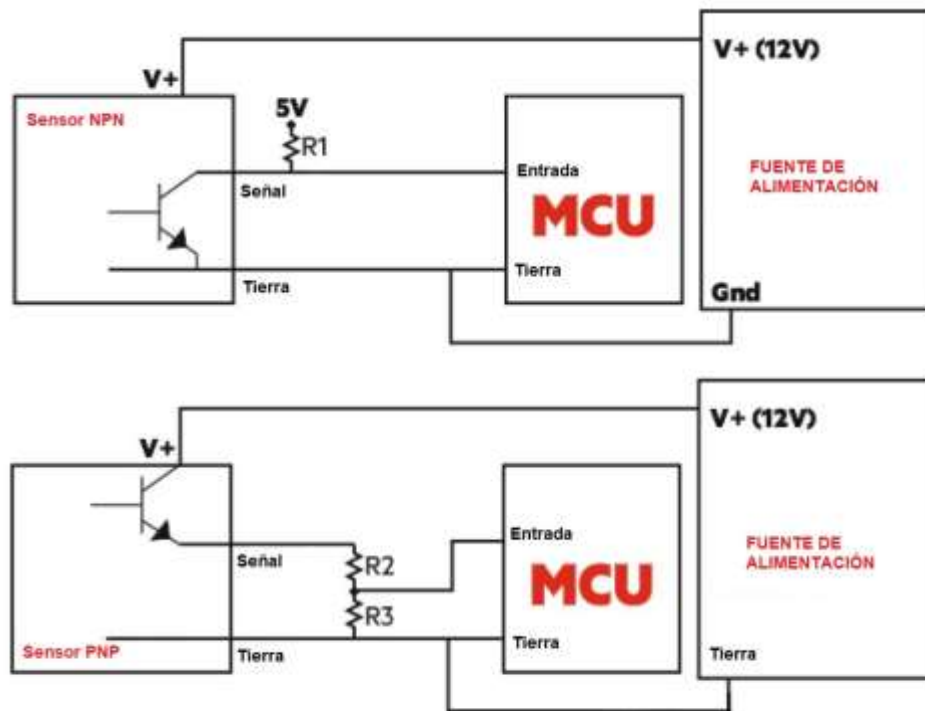 V+ (12V)
V+
Sensor NPN
5V
R1
Entrada
FUENTE DE
ALIMENTACIÓN
Señal
MCU
Tierra
Tierra
Gnd
V+ (12V)
V+
Entrada
FUENTE DE
ALIMENTACIÓN
Señal
R2
MCU
R3
Sensor PNP
Tierra
Tierra
Tierra